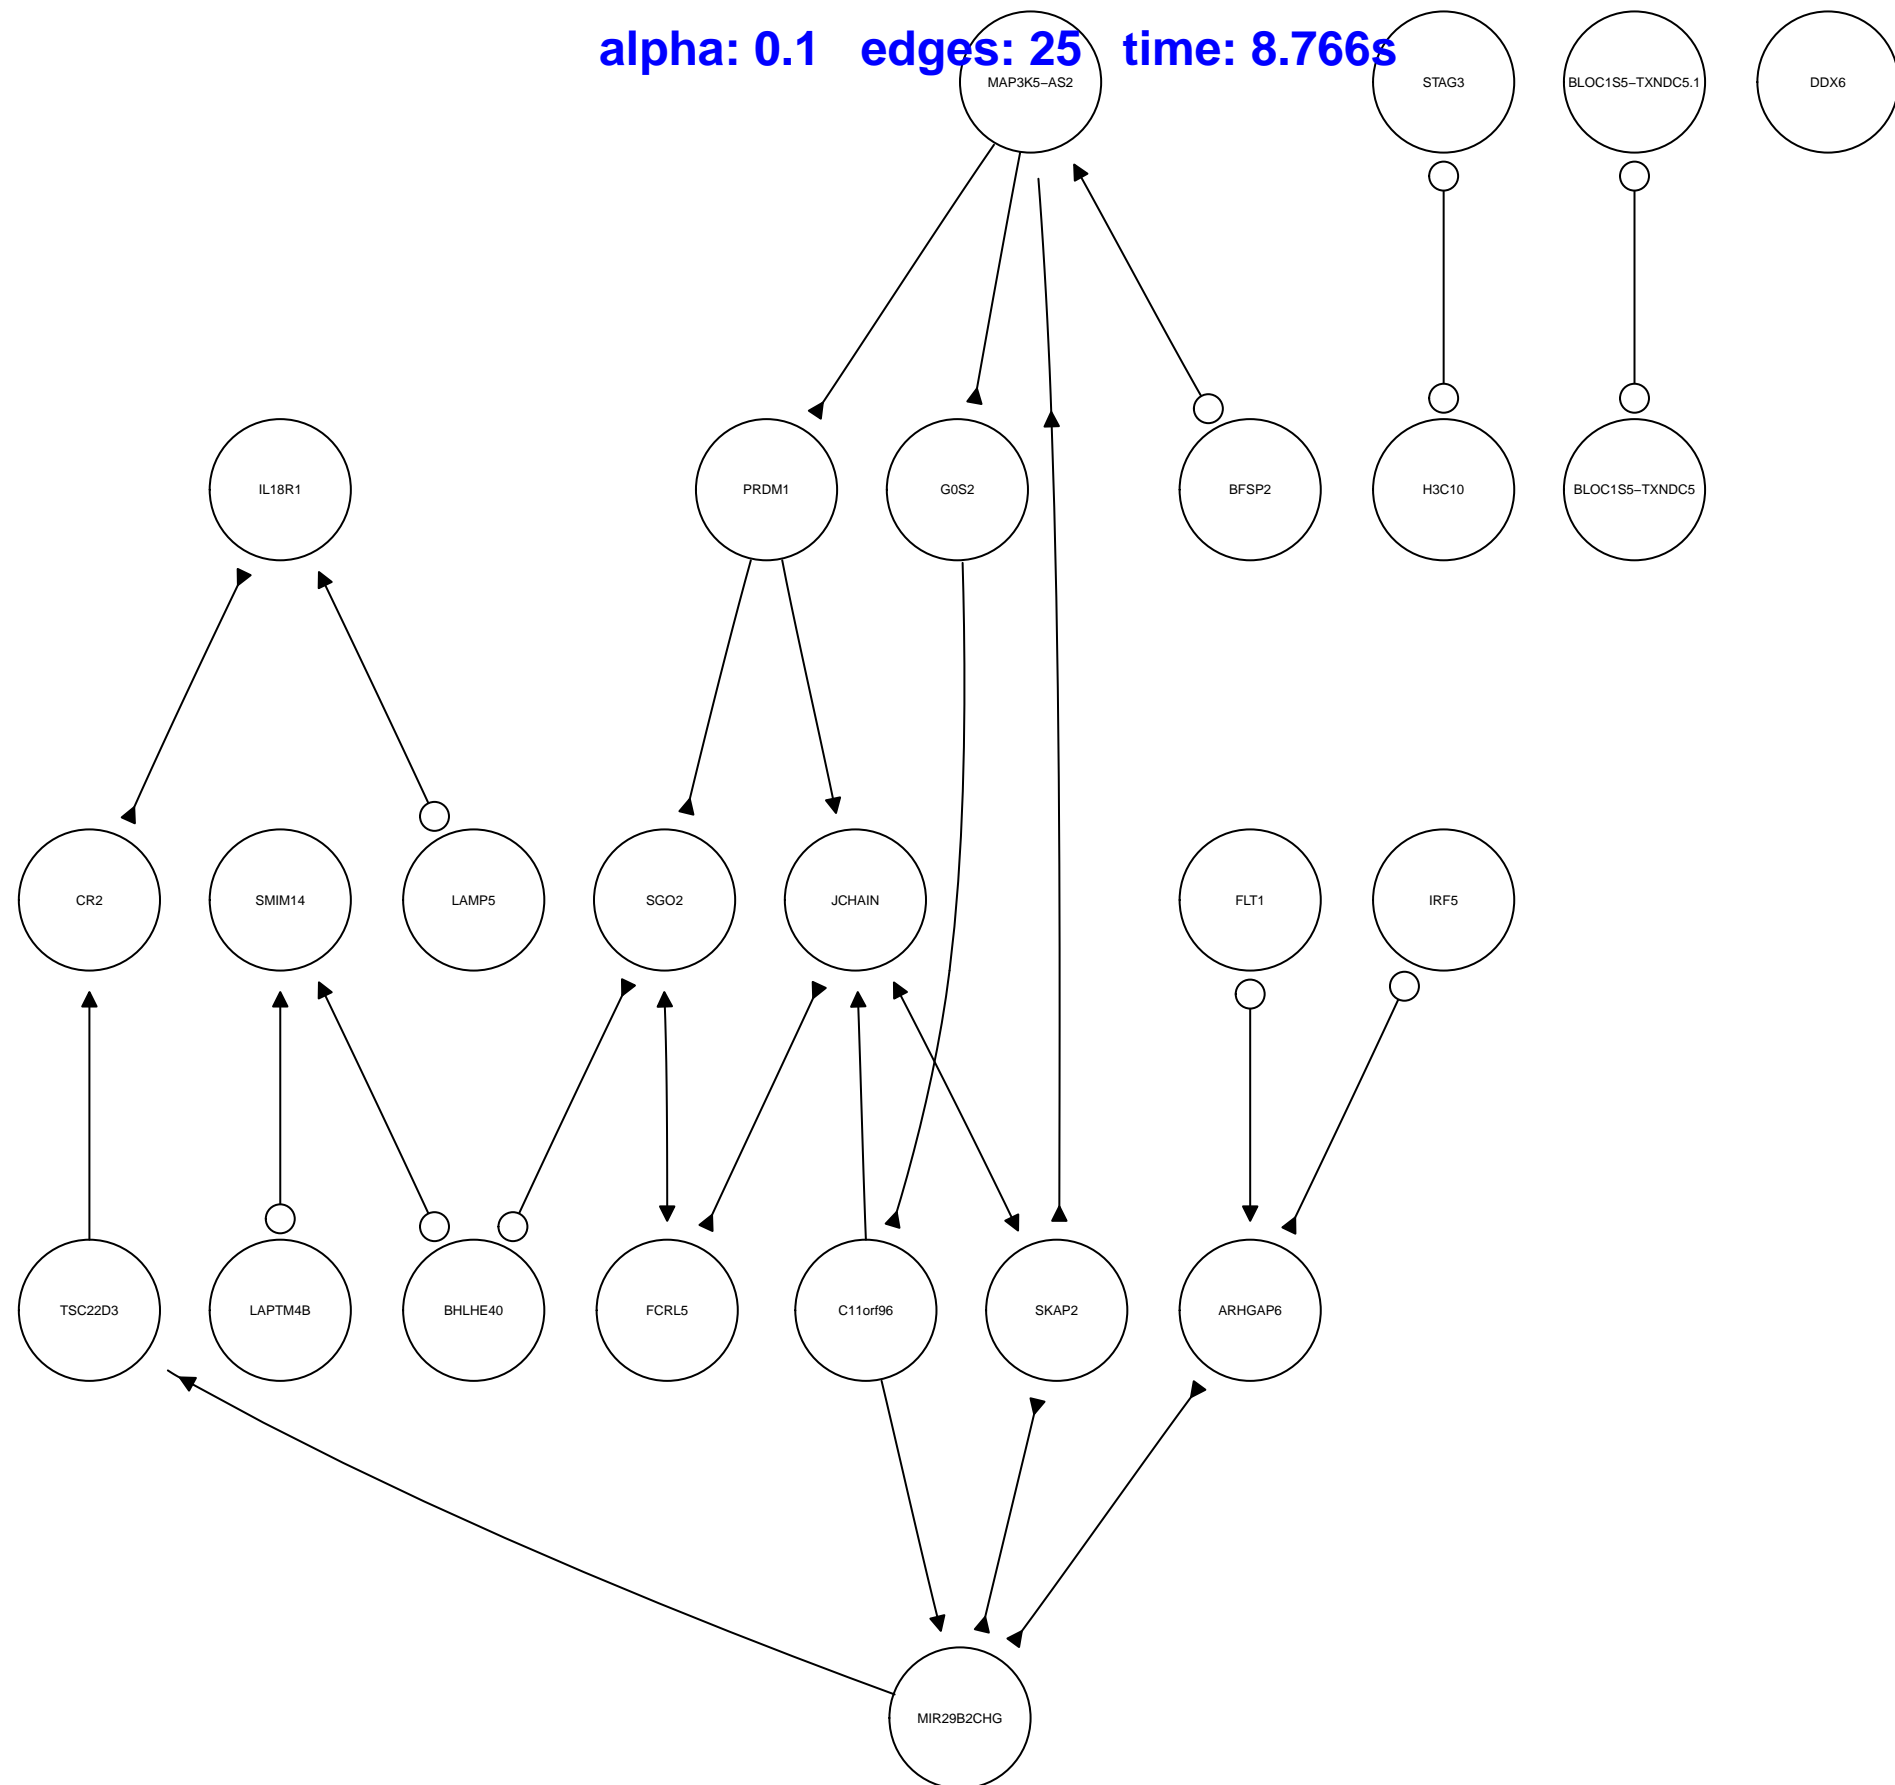 alpha: 0.1   edges: 25   time: 8.766s
MAP3K5−AS2
STAG3
BLOC1S5−TXNDC5.1
DDX6
IL18R1
PRDM1
G0S2
BFSP2
H3C10
BLOC1S5−TXNDC5
CR2
SMIM14
LAMP5
SGO2
JCHAIN
FLT1
IRF5
TSC22D3
LAPTM4B
BHLHE40
FCRL5
C11orf96
SKAP2
ARHGAP6
MIR29B2CHG